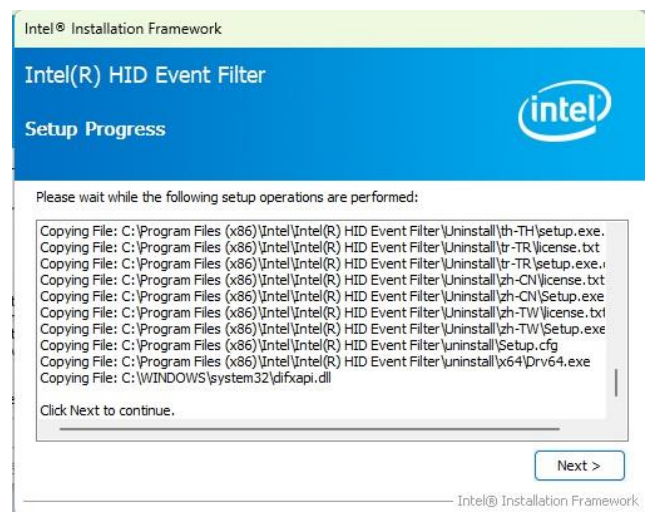 Intel® Installation Framework
Intel(R) HID Event Filter
intel
Setup Progress
Please wait while the following setup operations are performed:
Copying File: C:\Program Files (x86)\Intel\Intel(R) HID Event Filter\Uninstall\th-TH\setup.exe.
Copying File: C:\Program Files (x86)\Intel\Intel(R) HID Event Filter\Uninstall\tr-TR\license.txt
Copying File: C:\Program Files (x86)\Intel\Intel(R) HID Event Filter\Uninstall\tr-TR\setup.exe.
Copying File: C:\Program Files (x86)\Intel\Intel(R) HID Event Filter\Uninstall\zh-CN\license.txt
Copying File: C:\Program Files (x86)\Intel\Intel(R) HID Event Filter\Uninstall\zh-CN\Setup.exe
Copying File: C:\Program Files (x86)\Intel\Intel(R) HID Event Filter\Uninstall\zh-TW\license.txt
Copying File: C:\Program Files (x86)\Intel\Intel(R) HID Event Filter\Uninstall\zh-TW\Setup.exe
Copying File: C:\Program Files (x86)\Intel\Intel(R) HID Event Filter\uninstall\Setup.cfg
Copying File: C:\Program Files (x86)\Intel\Intel(R) HID Event Filter\uninstall\x64\Drv64.exe
Copying File: C:\WINDOWS\system32\difxapi.dll
Click Next to continue.
Next >
Intel® Installation Framework